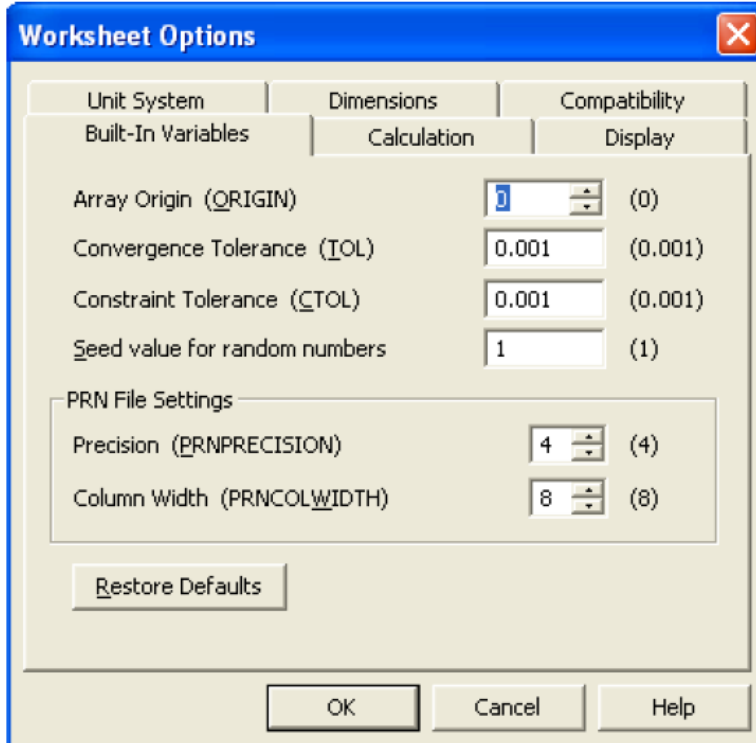 Worksheet Options
Unit System Dimensions Compatibility
Built-In Variables Calculation Display
Array Origin (ORIGIN) 0 (0)
Convergence Tolerance (TOL) 0.001 (0.001)
Constraint Tolerance (CTOL) 0.001 (0.001)
Seed value for random numbers 1 (1)
PRN File Settings
Precision (PRNPRECISION) 4 (4)
Column Width (PRNCOLWIDTH) 8 (8)
Restore Defaults
OK Cancel Help